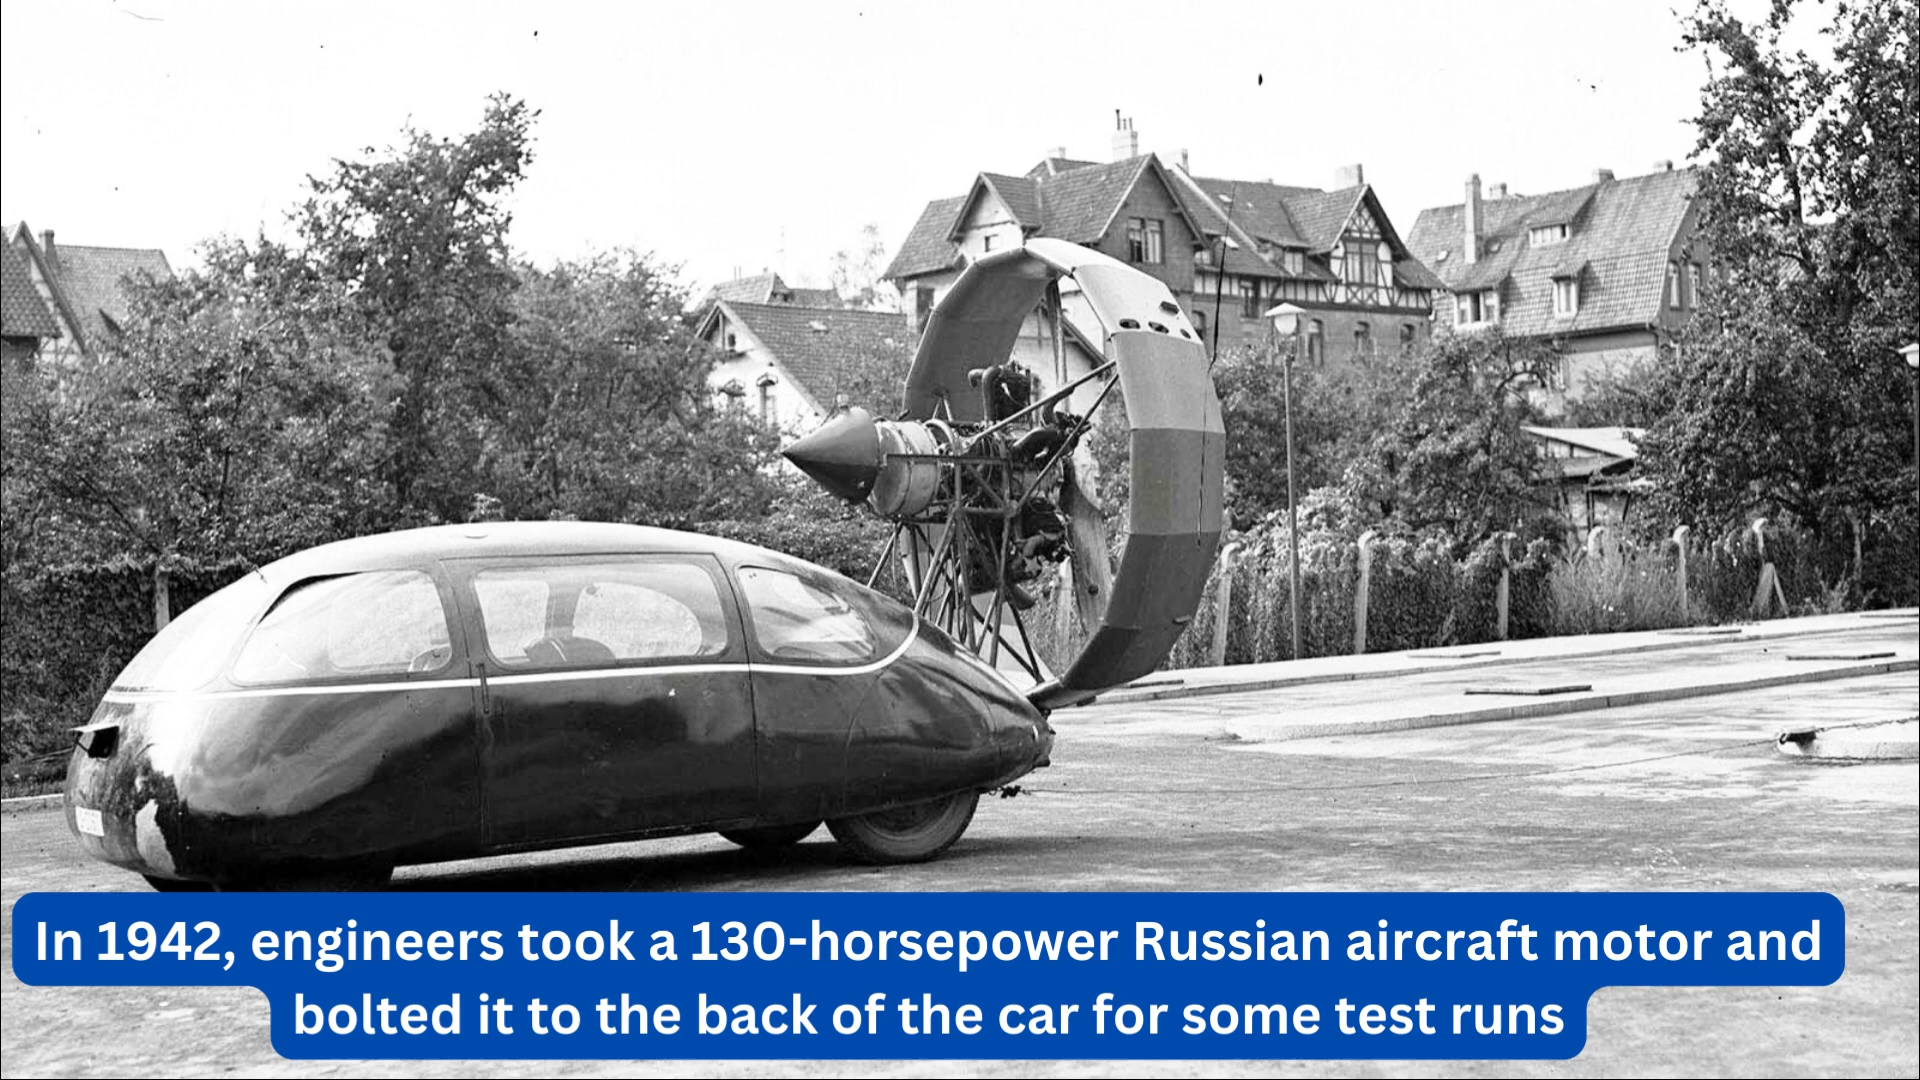 In 1942, engineers took a 130-horsepower Russian aircraft motor and
bolted it to the back of the car for some test runs